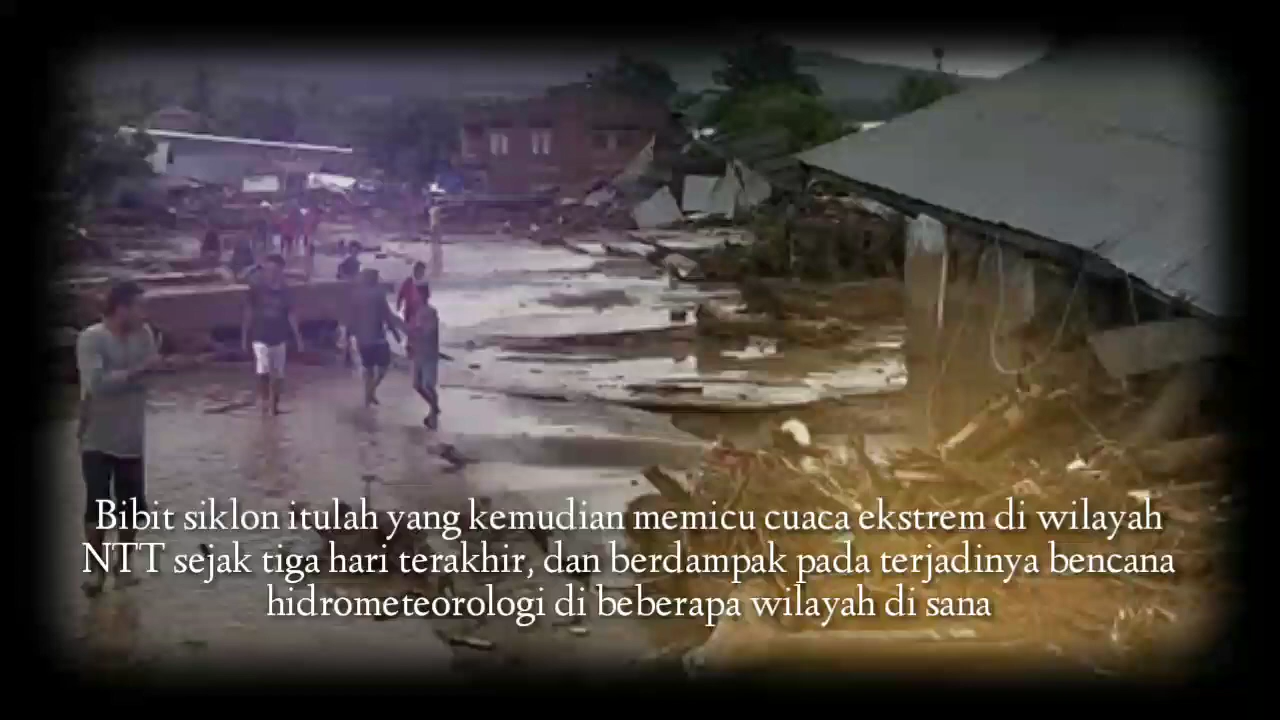 Bibit siklon itulah yang kemudian memicu cuaca ekstrem di wilayah
NTT sejak tiga hari terakhir, dan berdampak pada terjadinya bencana
hidrometeorologi di beberapa wilayah di sana